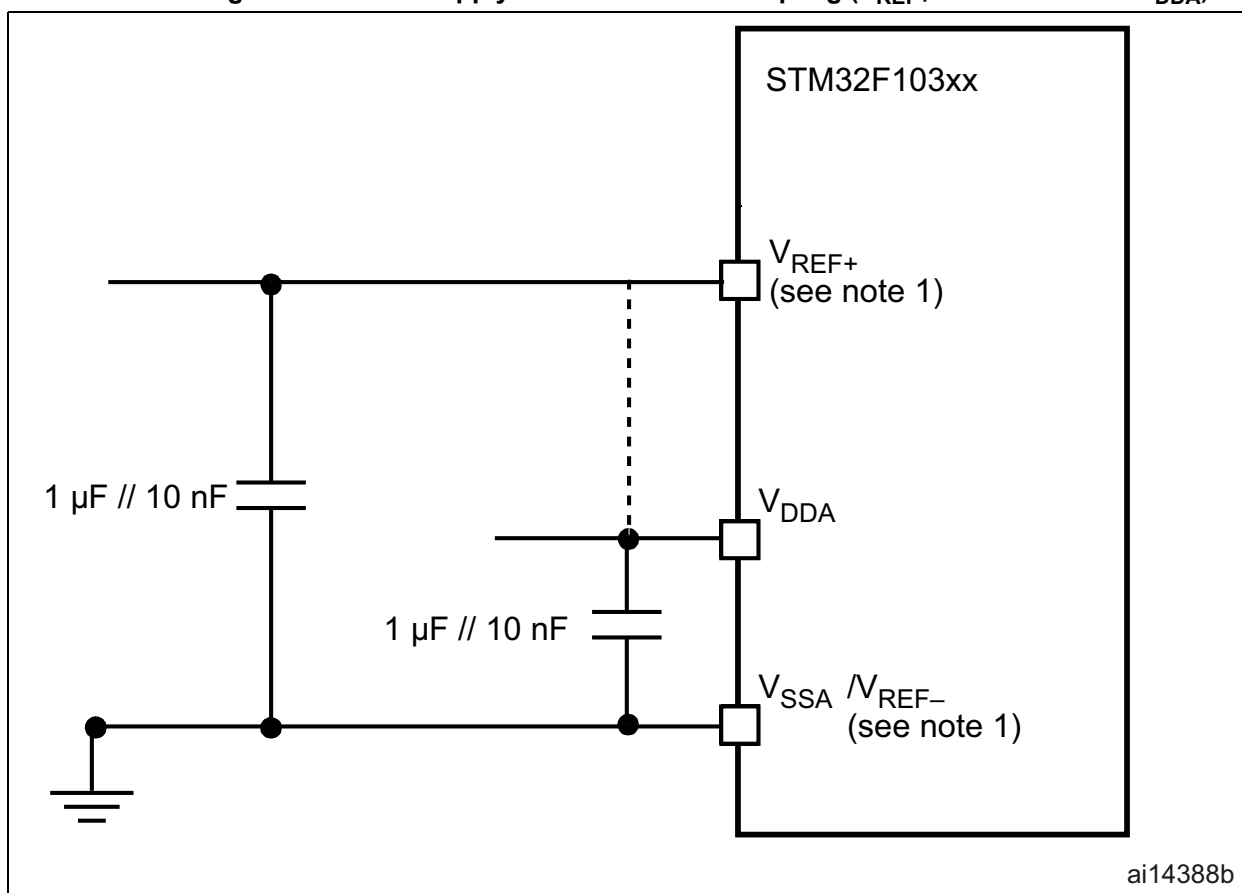 STM32F103xx
VREF+
(see note 1)
1 µF // 10 nF
VDDA
1 µF // 10 nF
VSSA /VREF–
(see note 1)
ai14388b